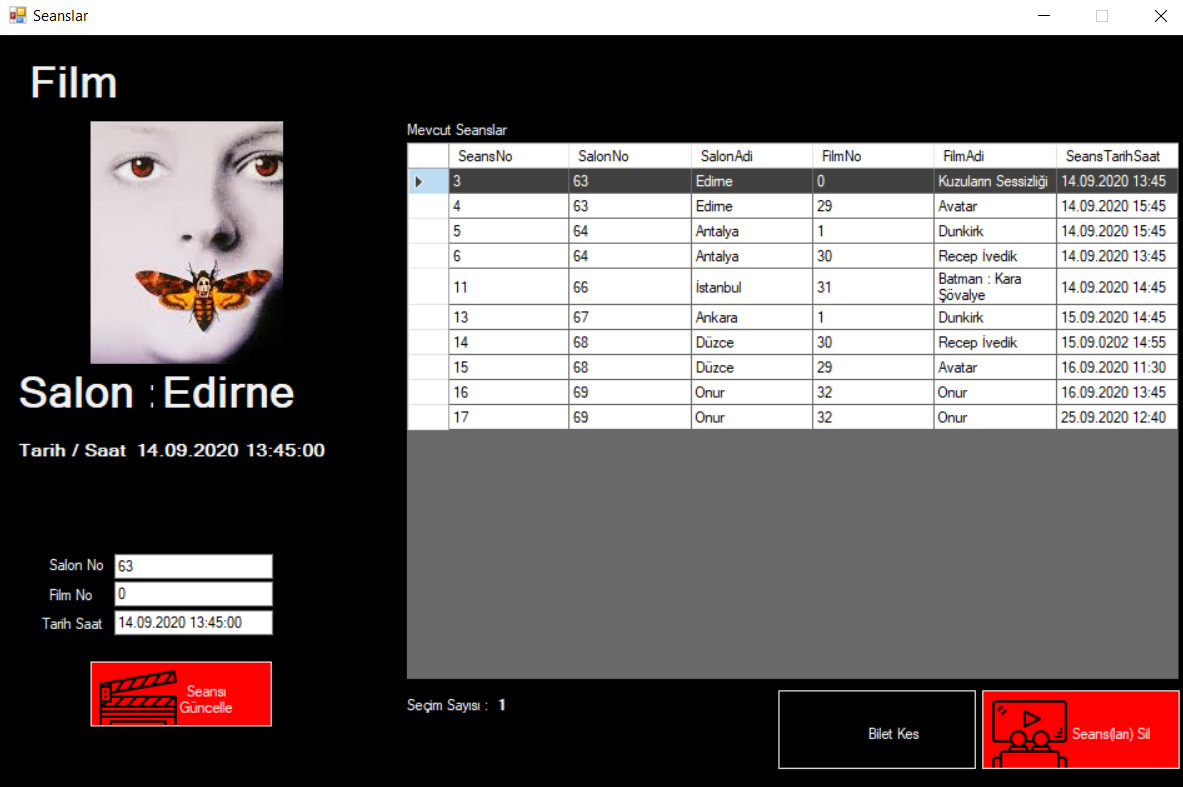 Seanslar
Film
Salon : Edirne
Tarih / Saat 14.09.2020 13:45:00
Salon No 63
Film No 0
Tarih Saat 14.09.2020 13:45:00
Seansı
Güncelle
Mevcut Seanslar
SeansNo SalonNo SalonAdi FilmNo FilmAdi SeansTarihSaat
3 63 Edirne 0 Kuzuların Sessizliği 14.09.2020 13:45
4 63 Edirne 29 Avatar 14.09.2020 15:45
5 64 Antalya 1 Dunkirk 14.09.2020 15:45
6 64 Antalya 30 Recep İvedik 14.09.2020 13:45
11 66 İstanbul 31 Batman : Kara 14.09.2020 14:45
Şövalye
13 67 Ankara 1 Dunkirk 15.09.2020 14:45
14 68 Düzce 30 Recep İvedik 15.09.0202 14:55
15 68 Düzce 29 Avatar 16.09.2020 11:30
16 69 Onur 32 Onur 16.09.2020 13:45
17 69 Onur 32 Onur 25.09.2020 12:40
Seçim Sayısı : 1
Bilet Kes
Seans(ları) Sil